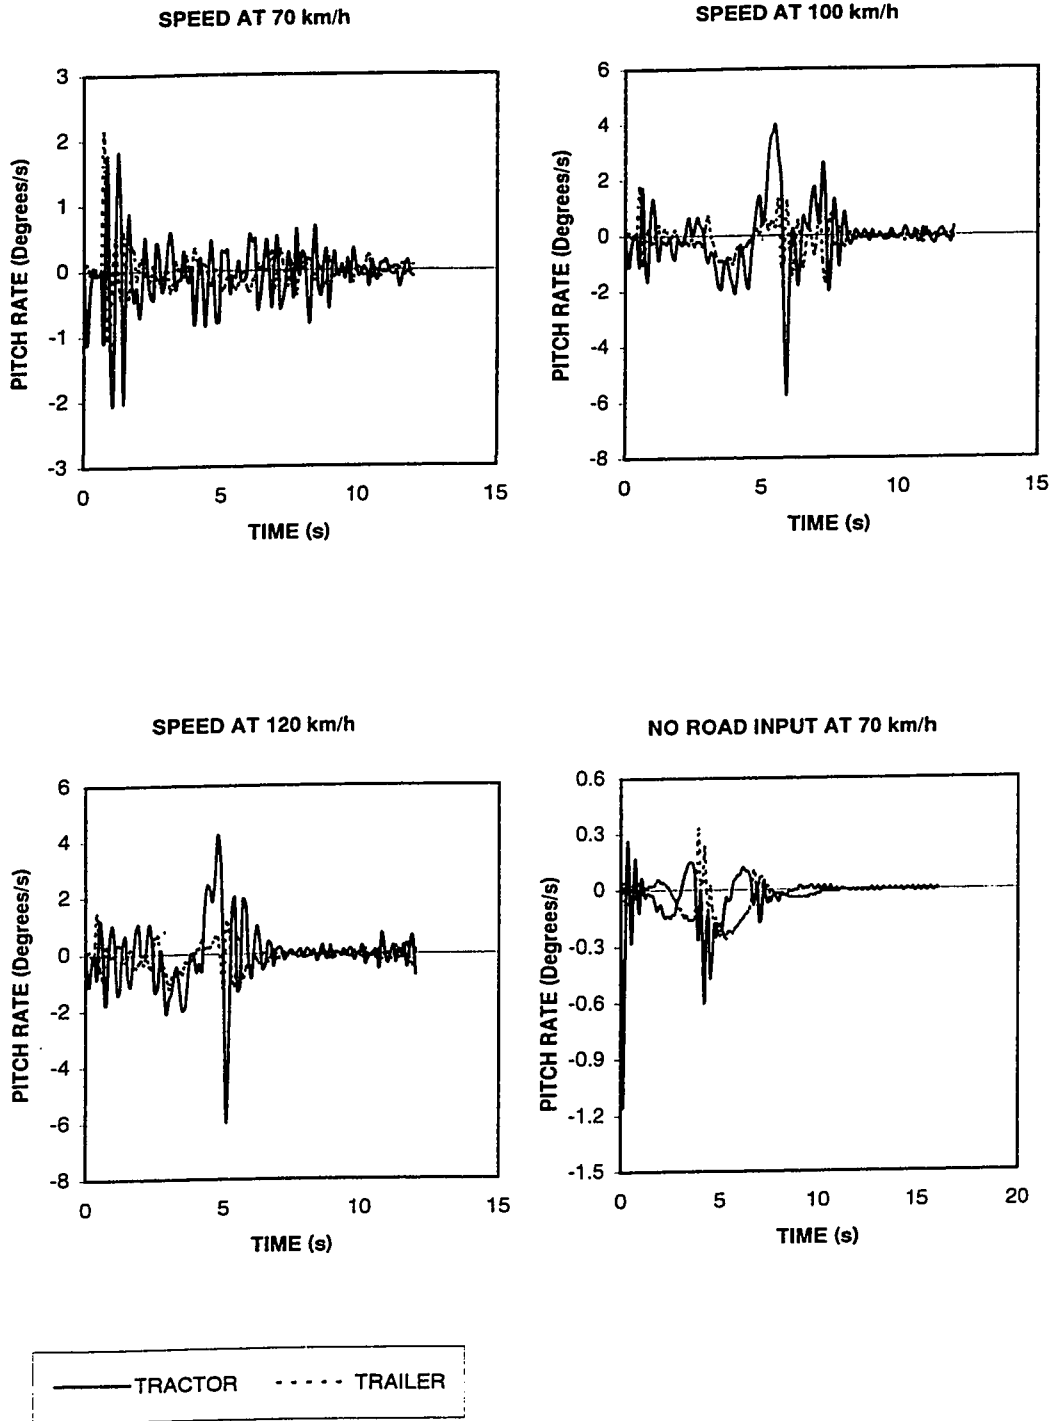 SPEED AT 70 km/h
3
2
1
0
-1
-2
-3
PITCH RATE (Degrees/s)
0 5 10 15
TIME (s)
SPEED AT 100 km/h
6
4
2
0
-2
-4
-6
-8
PITCH RATE (Degrees/s)
0 5 10 15
TIME (s)
SPEED AT 120 km/h
6
4
2
0
-2
-4
-6
-8
PITCH RATE (Degrees/s)
0 5 10 15
TIME (s)
NO ROAD INPUT AT 70 km/h
0.6
0.3
0
-0.3
-0.6
-0.9
-1.2
-1.5
PITCH RATE (Degrees/s)
0 5 10 15 20
TIME (s)
TRACTOR TRAILER